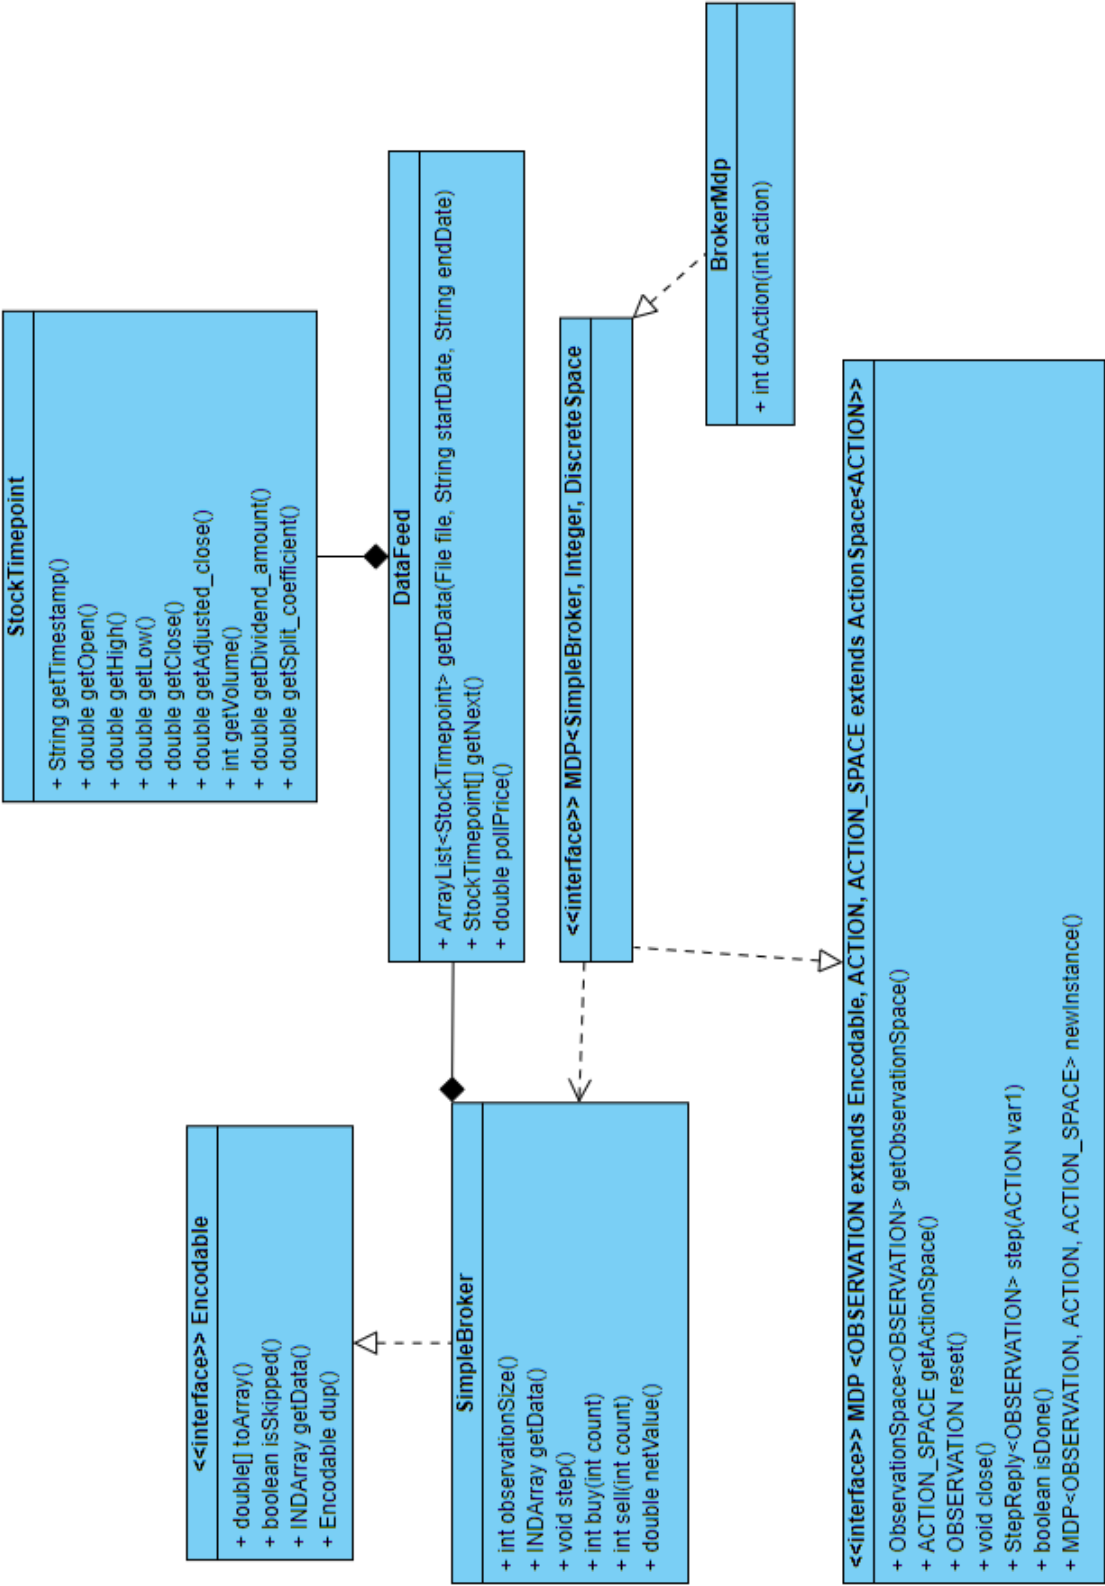 <<interface>> Encodable
+ double[] toArray()
+ boolean isSkipped()
+ INDArray getData()
+ Encodable dup()
StockTimepoint
+ String getTimestamp()
+ double getOpen()
+ double getHigh()
+ double getLow()
+ double getClose()
+ double getAdjusted_close()
+ int getVolume()
+ double getDividend_amount()
+ double getSplit_coefficient()
SimpleBroker
+ int observationSize()
+ INDArray getData()
+ void step()
+ int buy(int count)
+ int sell(int count)
+ double netValue()
DataFeed
+ ArrayList<StockTimepoint> getData(File file, String startDate, String endDate)
+ StockTimepoint[] getNext()
+ double pollPrice()
<<interface>> MDP<SimpleBroker, Integer, DiscreteSpace
BrokerMdp
+ int doAction(int action)
<<interface>> MDP <OBSERVATION extends Encodable, ACTION, ACTION_SPACE extends ActionSpace<ACTION>>
+ ObservationSpace<OBSERVATION> getObservationSpace()
+ ACTION_SPACE getActionSpace()
+ OBSERVATION reset()
+ void close()
+ StepReply<OBSERVATION> step(ACTION var1)
+ boolean isDone()
+ MDP<OBSERVATION, ACTION, ACTION_SPACE> newInstance()